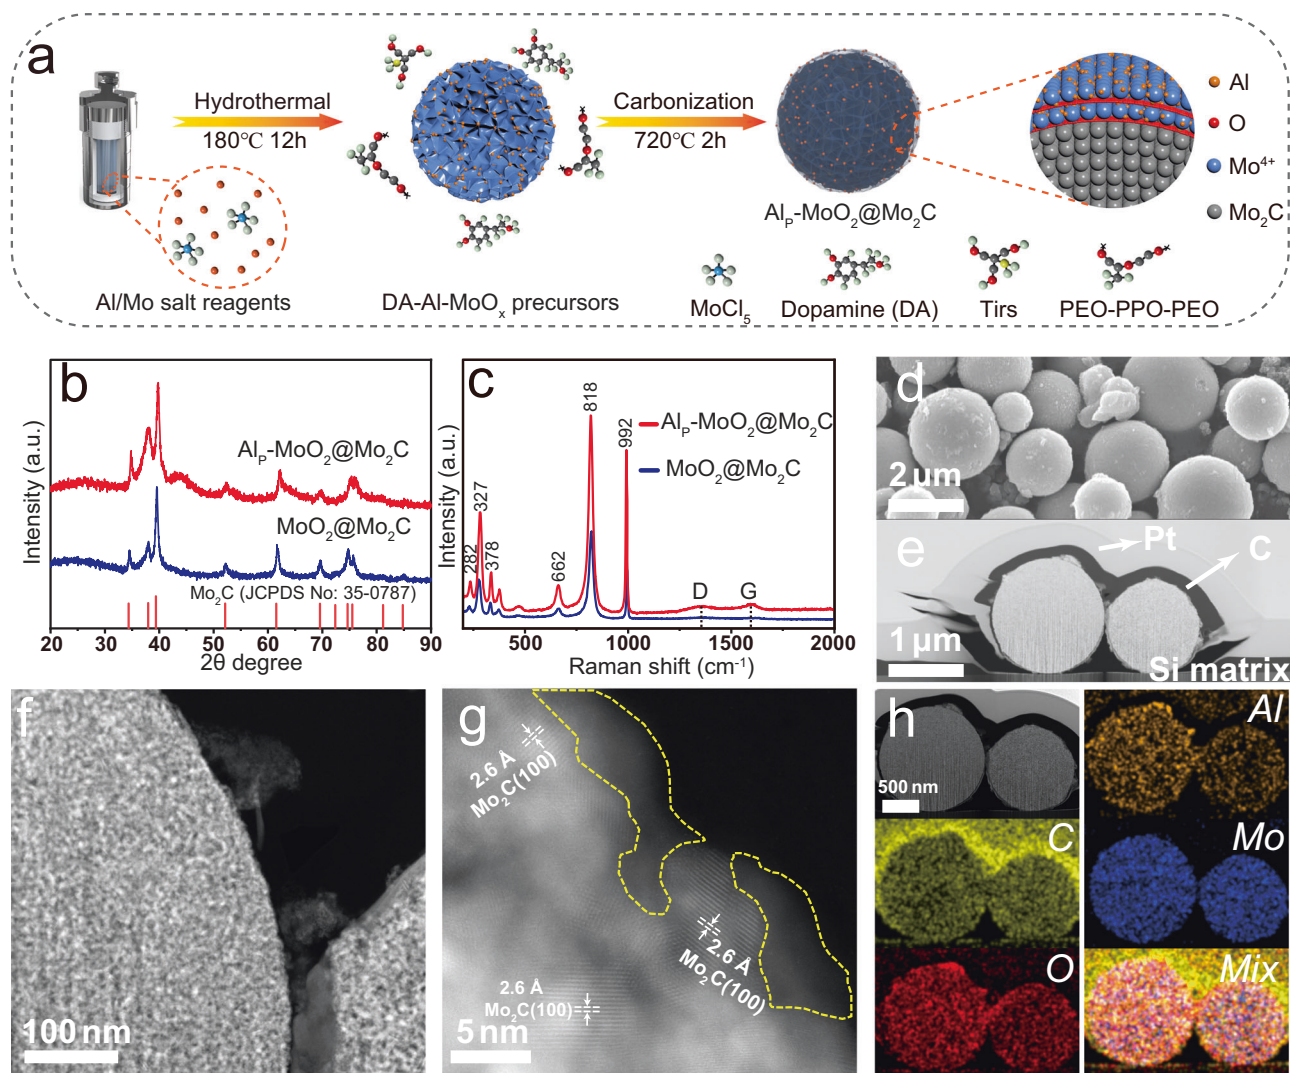 a
Hydrothermal
180℃ 12h
Carbonization
720℃ 2h
Al
O
Mo⁴⁺
Mo₂C
Al/Mo salt reagents
DA-Al-MoOₓ precursors
Alₚ-MoO₂@Mo₂C
MoCl₅
Dopamine (DA)
Tirs
PEO-PPO-PEO
b
Intensity (a.u.)
Alₚ-MoO₂@Mo₂C
MoO₂@Mo₂C
Mo₂C (JCPDS No: 35-0787)
20 30 40 50 60 70 80 90
2θ degree
c
Intensity (a.u.)
282
327
378
662
818
992
Alₚ-MoO₂@Mo₂C
MoO₂@Mo₂C
D
G
500 1000 1500 2000
Raman shift (cm⁻¹)
d
2 μm
e
Pt
C
1 μm
Si matrix
f
100 nm
g
2.6 Å
Mo₂C(100)
2.6 Å
Mo₂C(100)
2.6 Å
Mo₂C(100)
5 nm
h
500 nm
Al
C
Mo
O
Mix